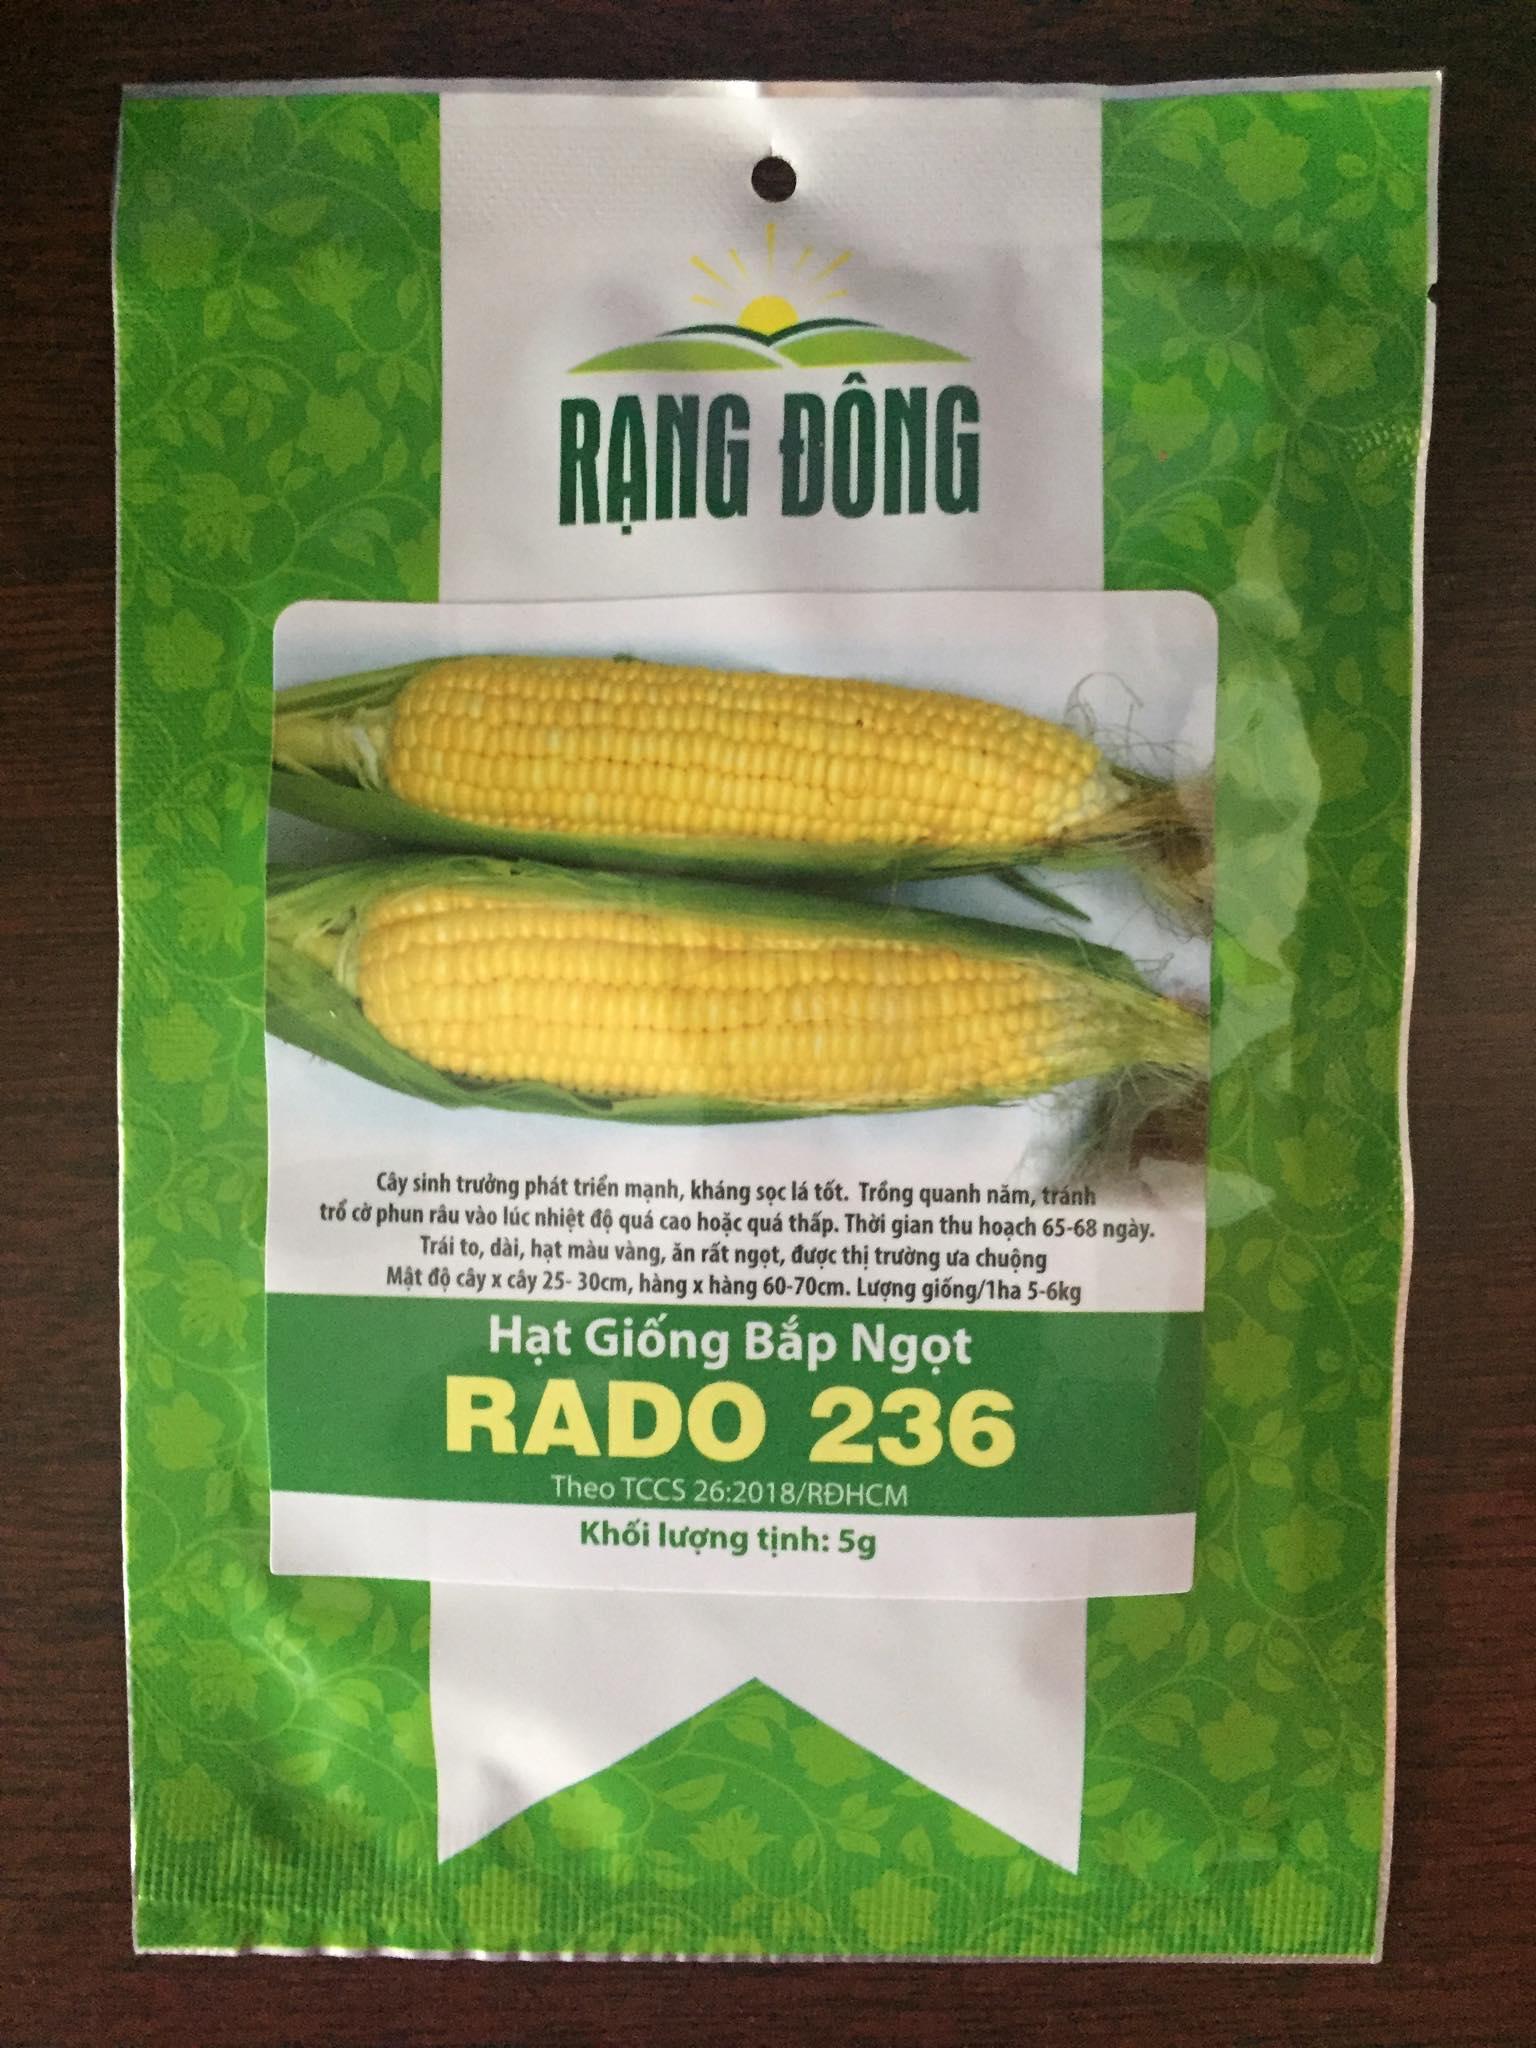 RẠNG ĐÔNG
Cây sinh trưởng phát triển mạnh, kháng sọc lá tốt. Trồng quanh năm, tránh
trổ cờ phun râu vào lúc nhiệt độ quá cao hoặc quá thấp. Thời gian thu hoạch 65-68 ngày.
Trái to, dài, hạt màu vàng, ăn rất ngọt, được thị trường ưa chuộng
Mật độ cây x cây 25- 30cm, hàng x hàng 60-70cm. Lượng giống/1ha 5-6kg
Hạt Giống Bắp Ngọt
RADO 236
Theo TCCS 26:2018/RĐHCM
Khối lượng tịnh: 5g